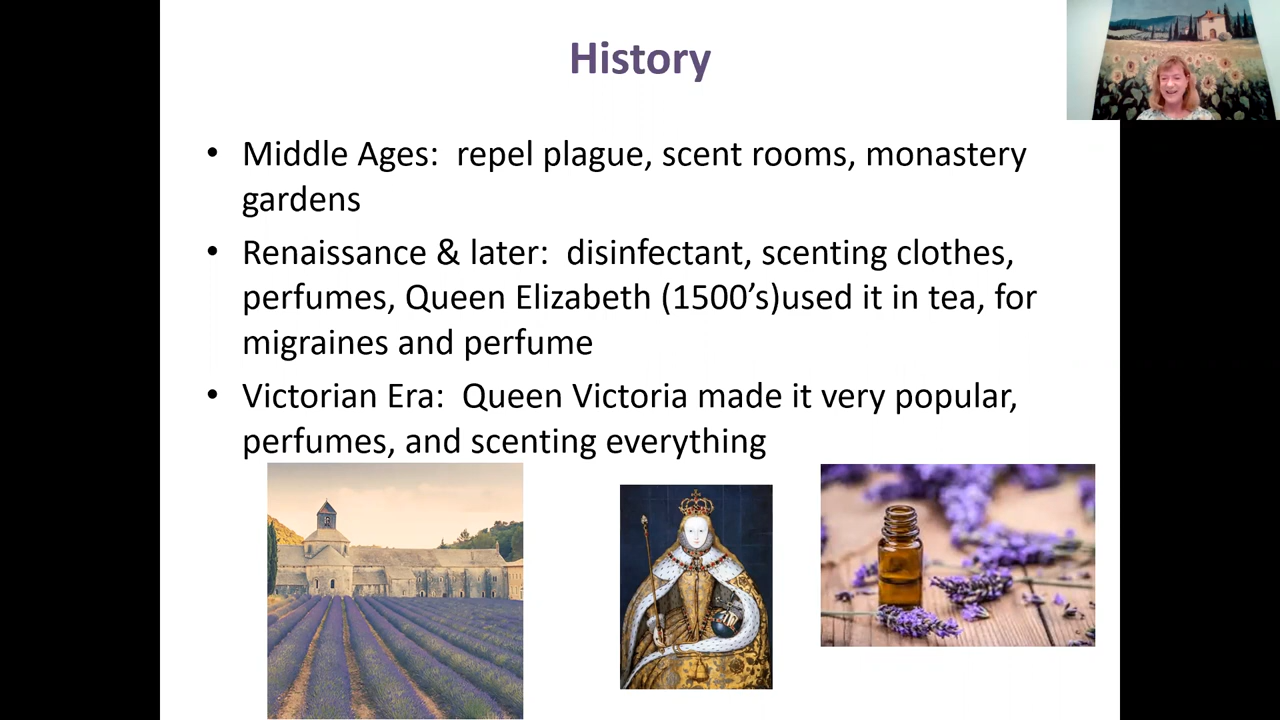 History
• Middle Ages:  repel plague, scent rooms, monastery
gardens
• Renaissance & later:  disinfectant, scenting clothes,
perfumes, Queen Elizabeth (1500’s)used it in tea, for
migraines and perfume
• Victorian Era:  Queen Victoria made it very popular,
perfumes, and scenting everything